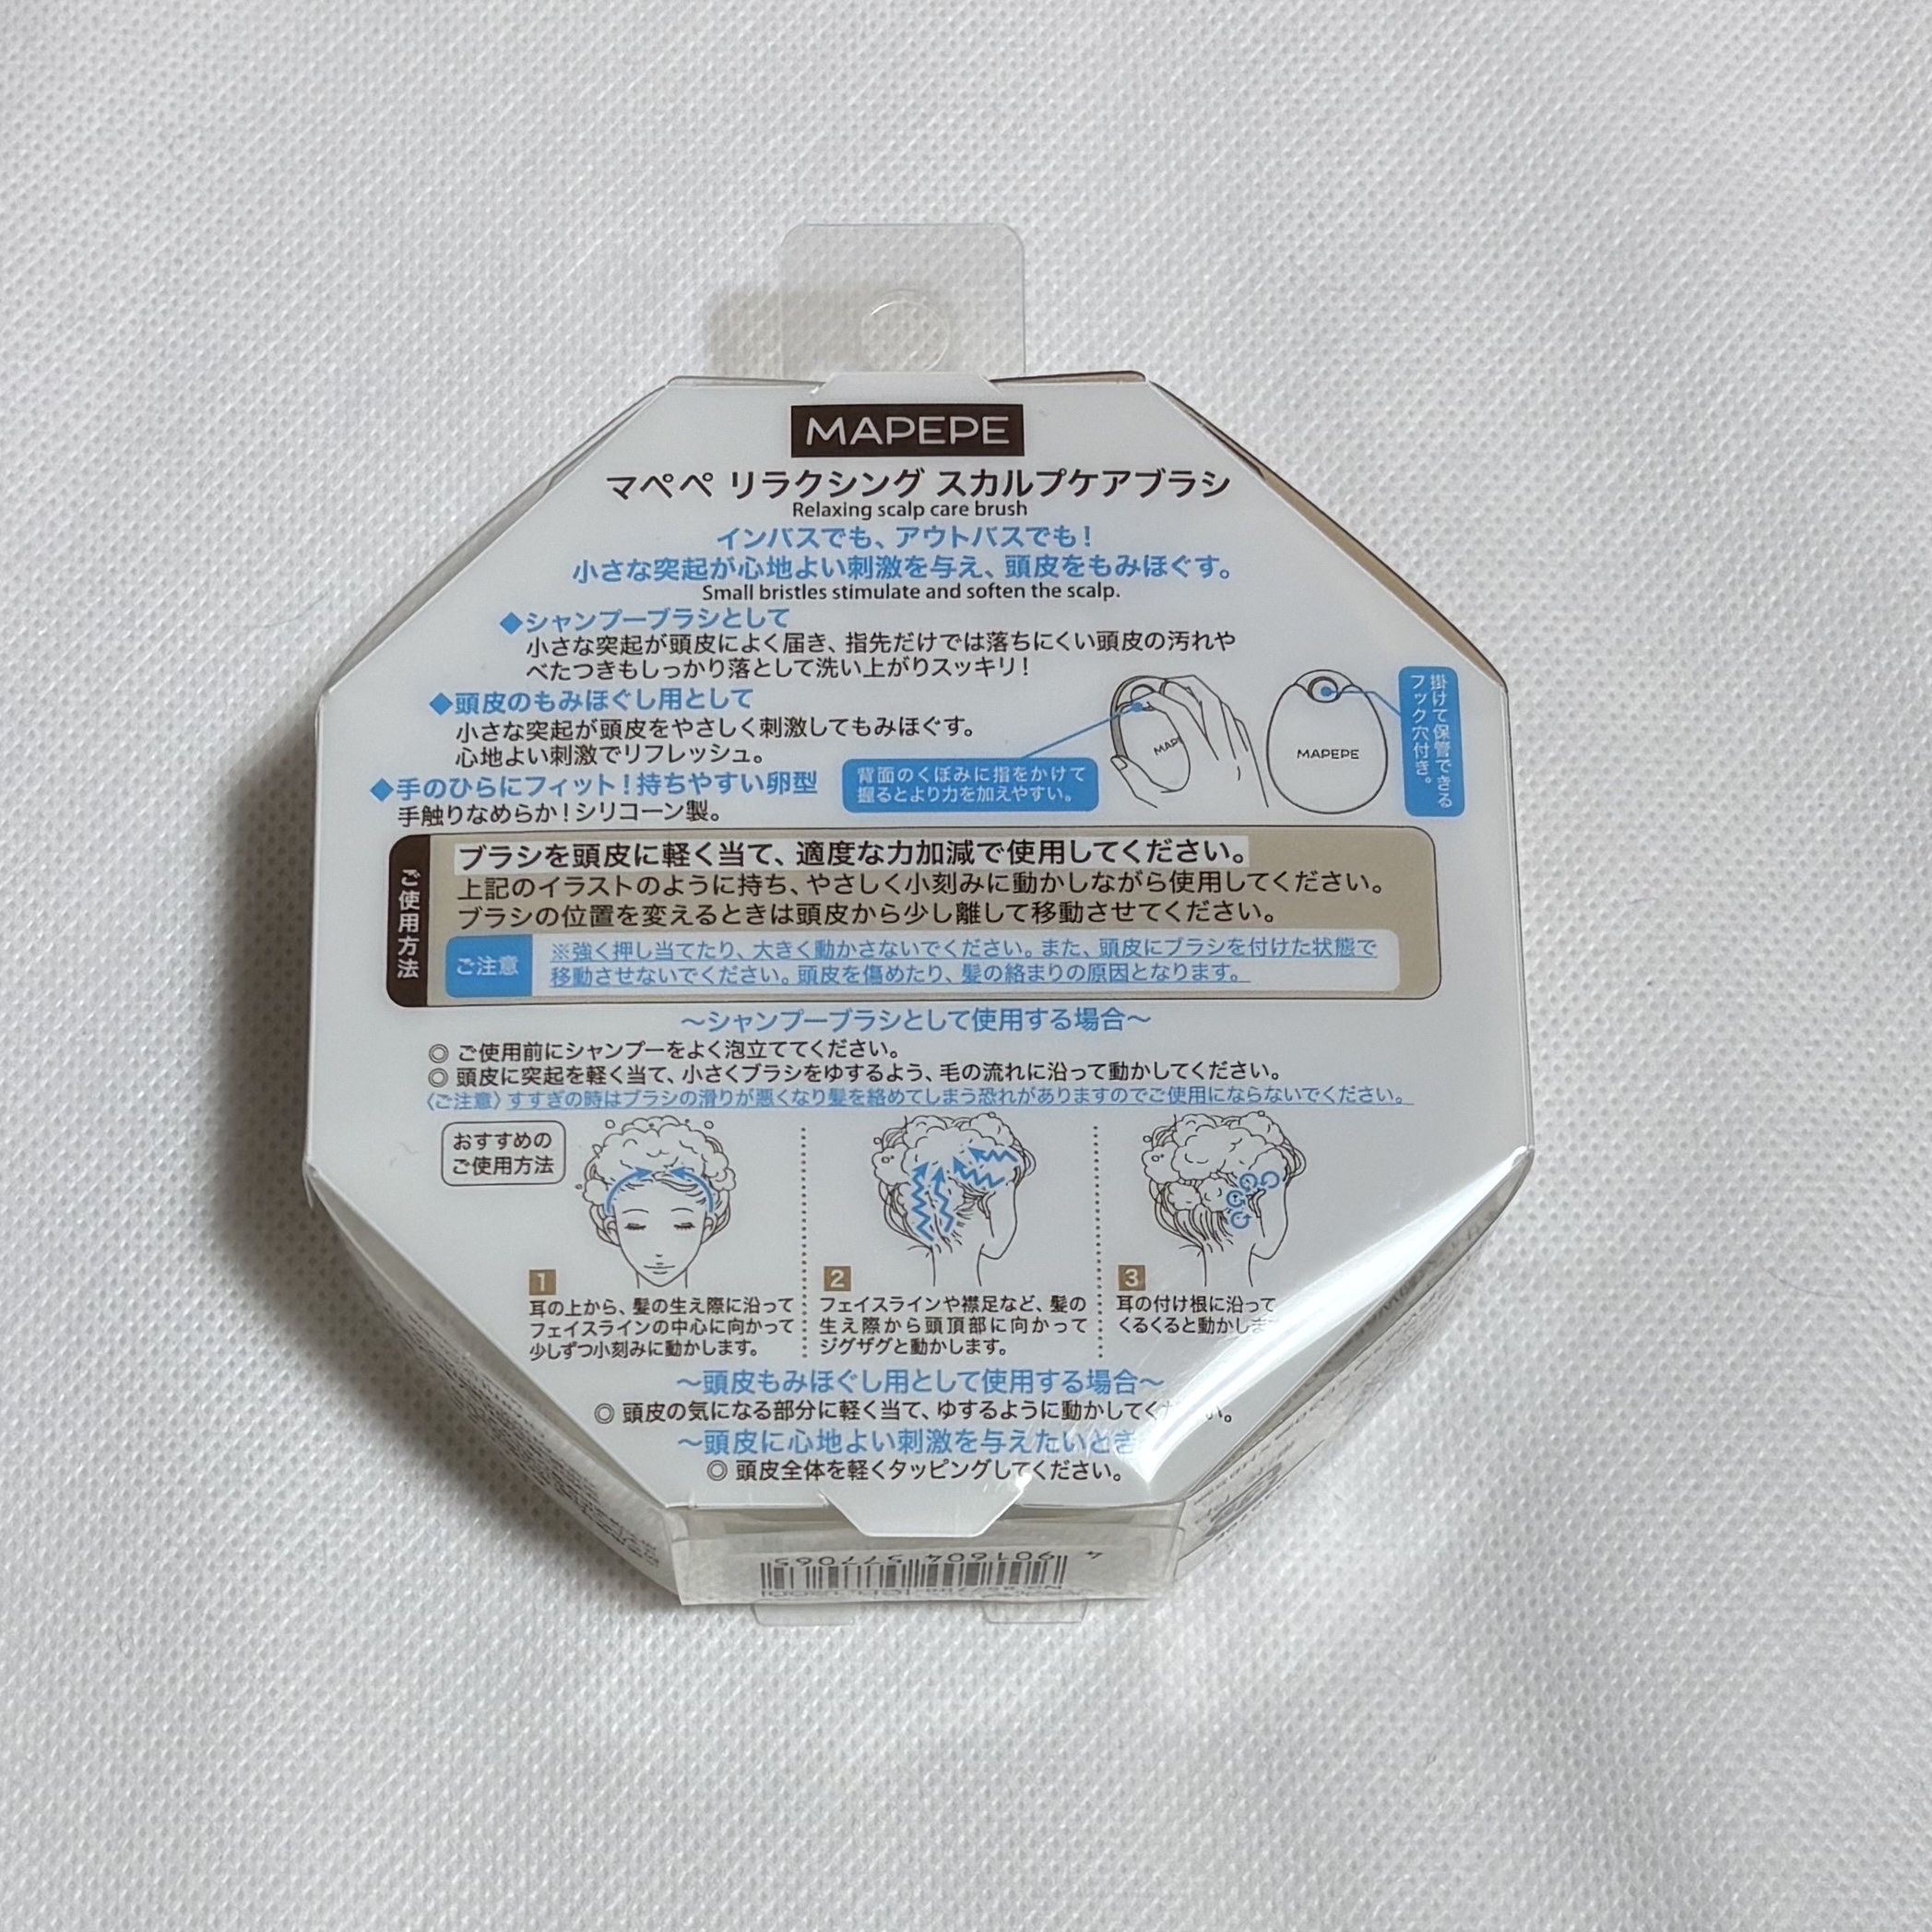 MAPEPE
マペペ リラクシング スカルプケアブラシ
Relaxing scalp care brush
インバスでも、アウトバスでも!
小さな突起が心地よい刺激を与え、頭皮をもみほぐす。
Small bristles stimulate and soften the scalp.
◆シャンプーブラシとして
小さな突起が頭皮によく届き、指先だけでは落ちにくい頭皮の汚れや
べたつきもしっかり落として洗い上がりスッキリ!
◆頭皮のもみほぐし用として
小さな突起が頭皮をやさしく刺激してもみほぐす。
心地よい刺激でリフレッシュ。
◆手のひらにフィット!持ちやすい卵型
手触りなめらか!シリコーン製。
背面のくぼみに指をかけて
握るとより力を加えやすい。
MAPEPE
掛けて保管できる
フック穴付き。
ご使用方法
ブラシを頭皮に軽く当て、適度な力加減で使用してください。
上記のイラストのように持ち、やさしく小刻みに動かしながら使用してください。
ブラシの位置を変えるときは頭皮から少し離して移動させてください。
ご注意
※強く押し当てたり、大きく動かさないでください。また、頭皮にブラシを付けた状態で
移動させないでください。頭皮を傷めたり、髪の絡まりの原因となります。
〜シャンプーブラシとして使用する場合〜
◎ ご使用前にシャンプーをよく泡立ててください。
◎ 頭皮に突起を軽く当て、小さくブラシをゆするよう、毛の流れに沿って動かしてください。
〈ご注意〉すすぎの時はブラシの滑りが悪くなり髪を絡めてしまう恐れがありますのでご使用にならないでください。
おすすめの
ご使用方法
1
耳の上から、髪の生え際に沿って
フェイスラインの中心に向かって
少しずつ小刻みに動かします。
2
フェイスラインや襟足など、髪の
生え際から頭頂部に向かって
ジグザグと動かします。
3
耳の付け根に沿って
くるくると動かしま
〜頭皮もみほぐし用として使用する場合〜
◎ 頭皮の気になる部分に軽く当て、ゆするように動かしてください。
〜頭皮に心地よい刺激を与えたいとき
◎ 頭皮全体を軽くタッピングしてください。
4 901604 577065